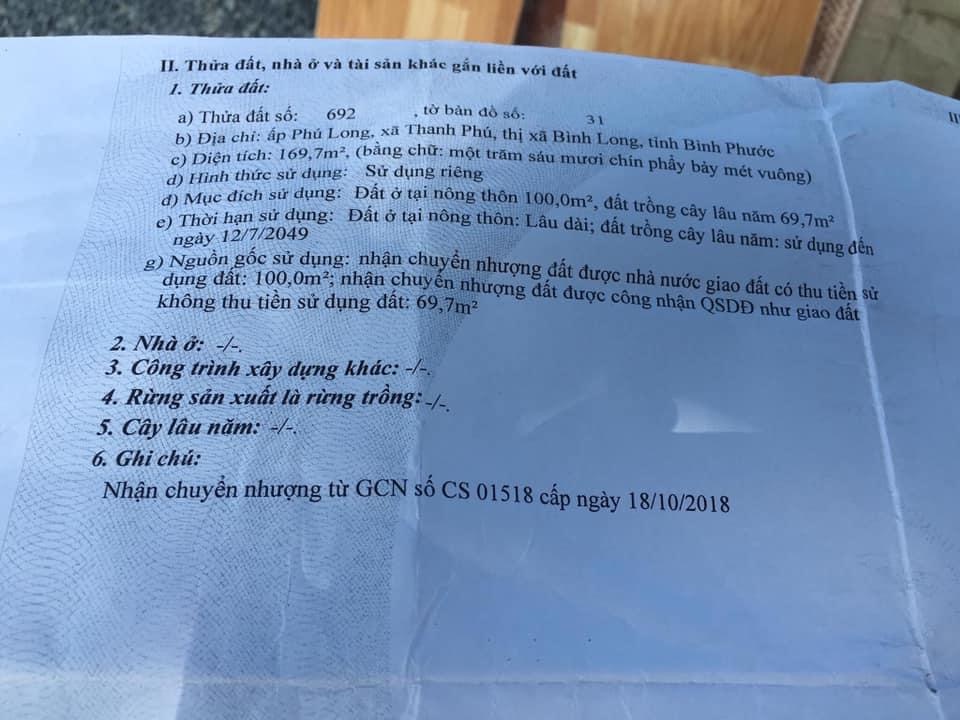 II. Thửa đất, nhà ở và tài sản khác gắn liền với đất
1. Thửa đất:
a) Thửa đất số: 692 , tờ bản đồ số: 31
b) Địa chỉ: ấp Phú Long, xã Thanh Phú, thị xã Bình Long, tỉnh Bình Phước
c) Diện tích: 169,7m², (bằng chữ: một trăm sáu mươi chín phẩy bảy mét vuông)
d) Hình thức sử dụng: Sử dụng riêng
đ) Mục đích sử dụng: Đất ở tại nông thôn 100,0m², đất trồng cây lâu năm 69,7m²
e) Thời hạn sử dụng: Đất ở tại nông thôn: Lâu dài; đất trồng cây lâu năm: sử dụng đến
ngày 12/7/2049
g) Nguồn gốc sử dụng: nhận chuyển nhượng đất được nhà nước giao đất có thu tiền sử
dụng đất: 100,0m²; nhận chuyển nhượng đất được công nhận QSDĐ như giao đất
không thu tiền sử dụng đất: 69,7m²
2. Nhà ở: -/-.
3. Công trình xây dựng khác: -/-.
4. Rừng sản xuất là rừng trồng: -/-.
5. Cây lâu năm: -/-.
6. Ghi chú:
Nhận chuyển nhượng từ GCN số CS 01518 cấp ngày 18/10/2018